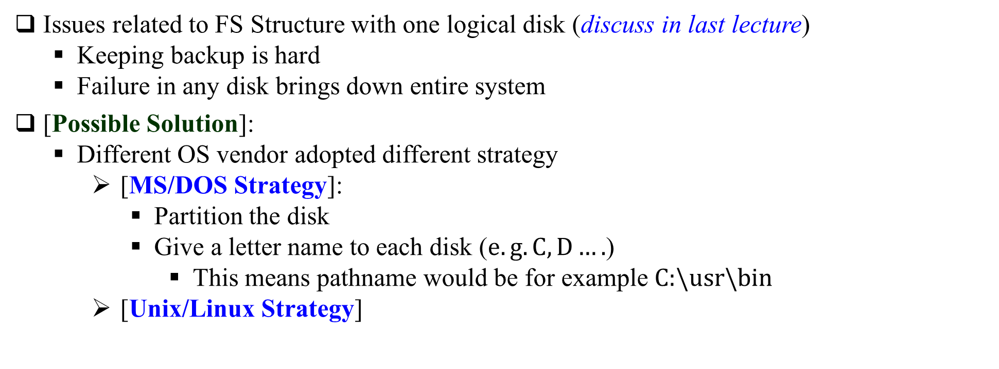 ❑ Issues related to FS Structure with one logical disk (discuss in last lecture)
▪ Keeping backup is hard
▪ Failure in any disk brings down entire system
❑ [Possible Solution]:
▪ Different OS vendor adopted different strategy
➢ [MS/DOS Strategy]:
▪ Partition the disk
▪ Give a letter name to each disk (e. g. C, D … .)
▪ This means pathname would be for example C:\usr\bin
➢ [Unix/Linux Strategy]